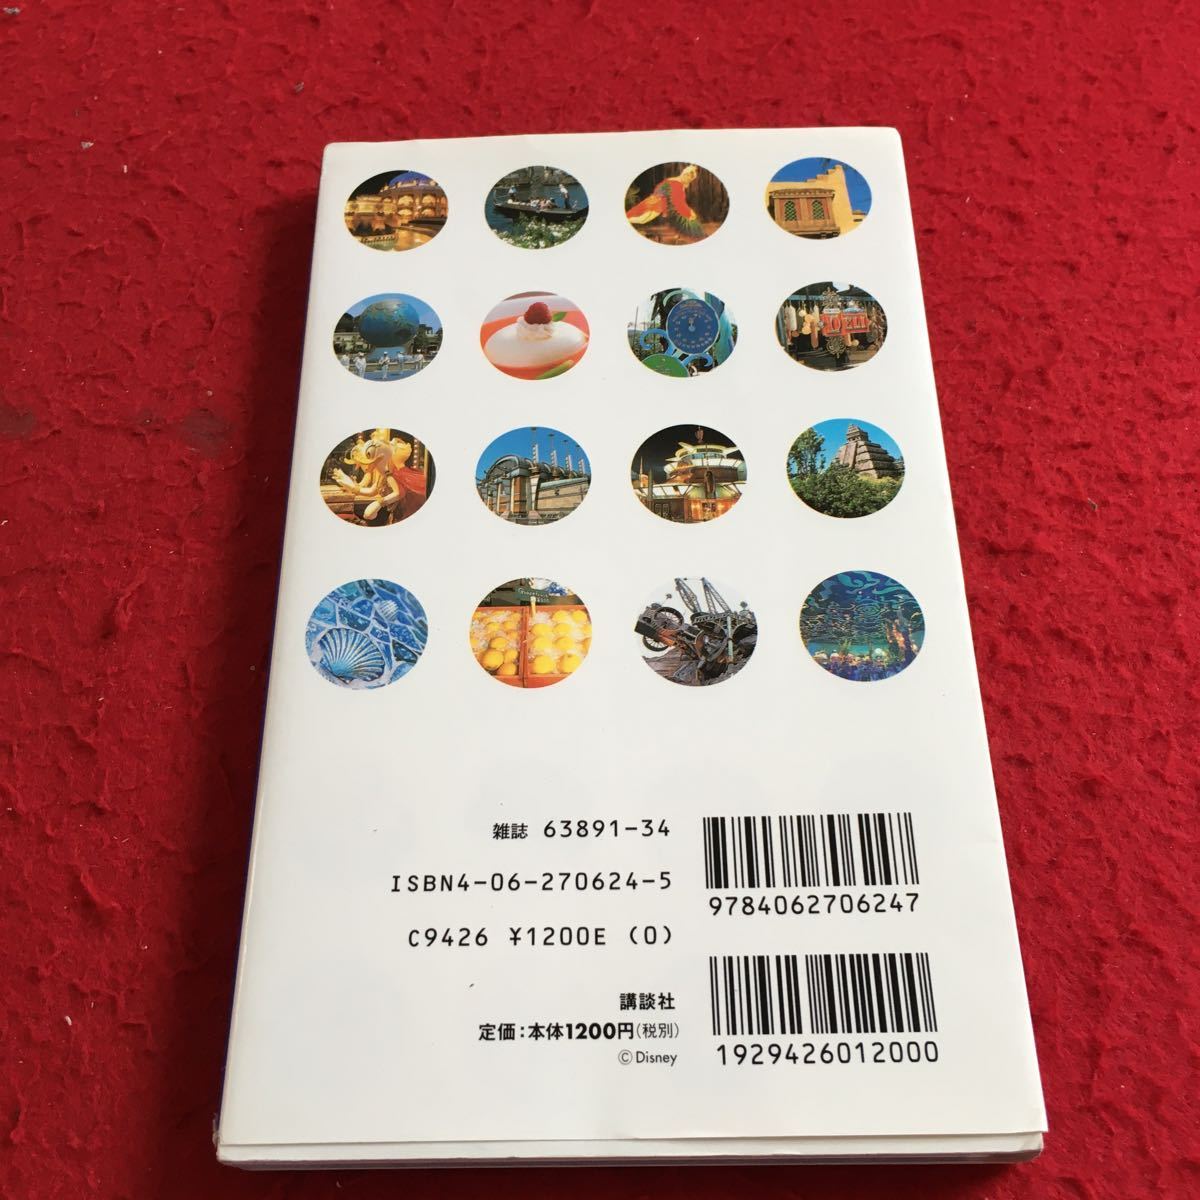 雑誌 63891-34
ISBN4-06-270624-5
C9426 ¥1200E (0)
9784062706247
講談社
定価:本体1200円(税別)
©Disney
1929426012000